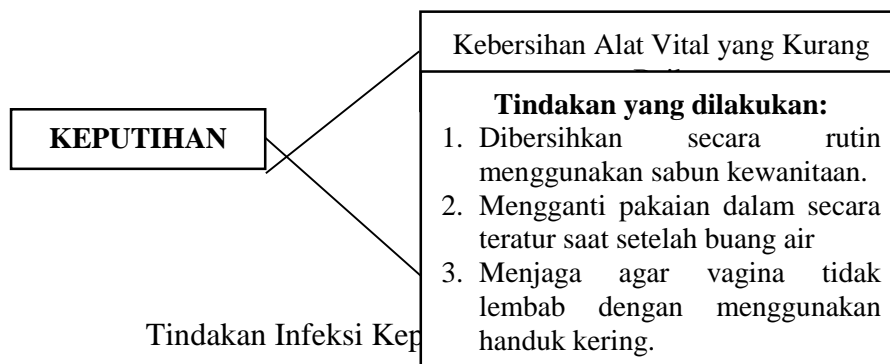 Kebersihan Alat Vital yang Kurang
KEPUTIHAN
Tindakan yang dilakukan:
1. Dibersihkan secara rutin
menggunakan sabun kewanitaan.
2. Mengganti pakaian dalam secara
teratur saat setelah buang air
3. Menjaga agar vagina tidak
lembab dengan menggunakan
handuk kering.
Tindakan Infeksi Kep